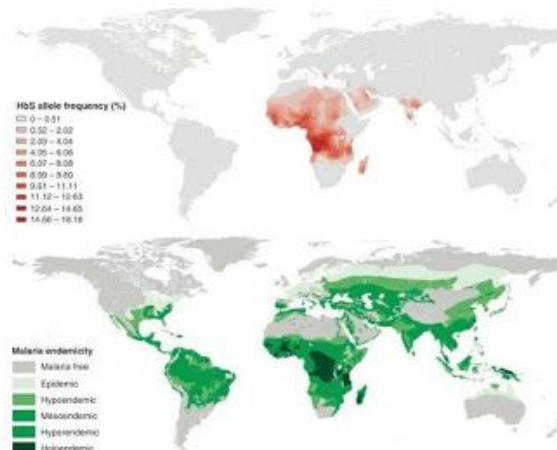 HbS allele frequency (%)
0 – 0.51
0.52 – 2.02
2.03 – 4.04
4.05 – 6.06
6.07 – 8.08
8.09 – 9.60
9.61 – 11.11
11.12 – 12.63
12.64 – 14.65
14.66 – 18.18
Malaria endemicity
Malaria free
Epidemic
Hypoendemic
Mesoendemic
Hyperendemic
Holoendemic